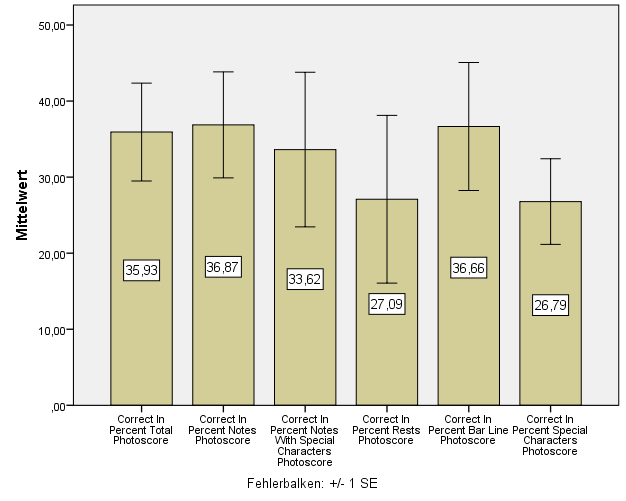 50,00
40,00
30,00
20,00
10,00
,00
Mittelwert
35,93
36,87
33,62
27,09
36,66
26,79
Correct In
Percent Total
Photoscore
Correct In
Percent Notes
Photoscore
Correct In
Percent Notes
With Special
Characters
Photoscore
Correct In
Percent Rests
Photoscore
Correct In
Percent Bar Line
Photoscore
Correct In
Percent Special
Characters
Photoscore
Fehlerbalken: +/- 1 SE